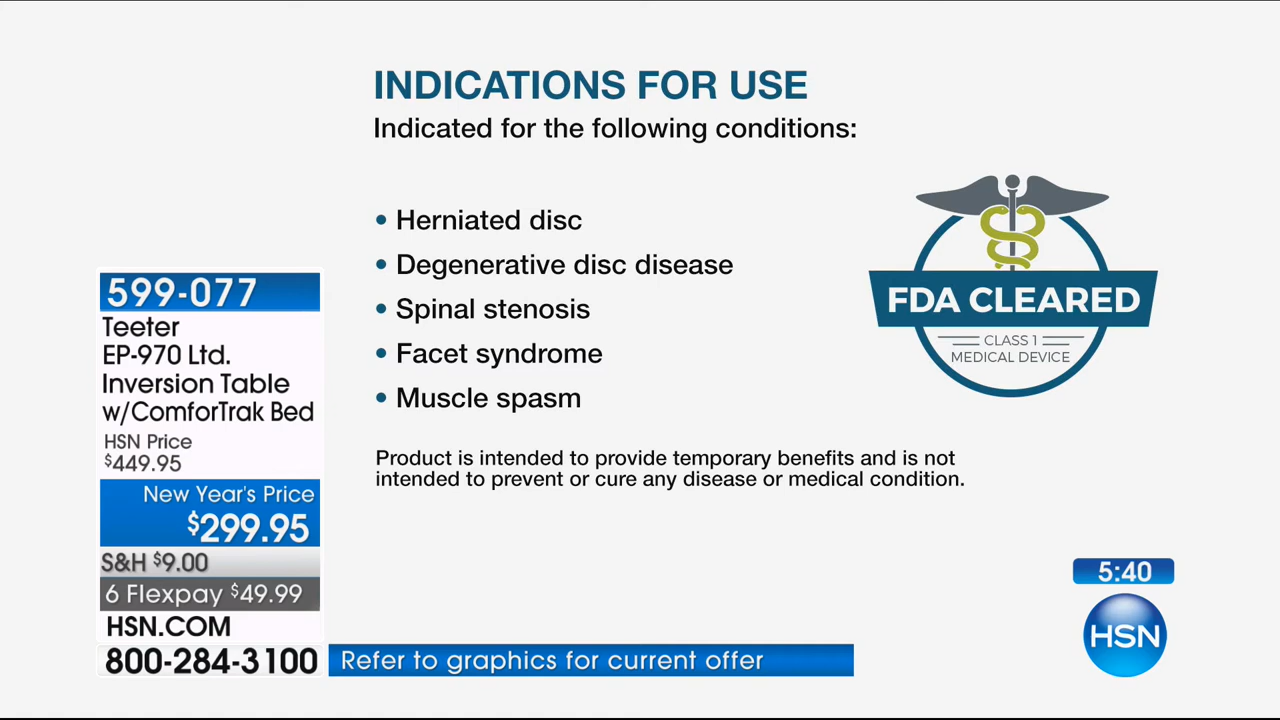 INDICATIONS FOR USE
Indicated for the following conditions:
• Herniated disc
• Degenerative disc disease
• Spinal stenosis
• Facet syndrome
• Muscle spasm
Product is intended to provide temporary benefits and is not
intended to prevent or cure any disease or medical condition.
FDA CLEARED
CLASS 1
MEDICAL DEVICE
599-077
Teeter
EP-970 Ltd.
Inversion Table
w/ComforTrak Bed
HSN Price
$449.95
New Year's Price
$299.95
S&H $9.00
6 Flexpay $49.99
HSN.COM
800-284-3100
Refer to graphics for current offer
5:40
HSN